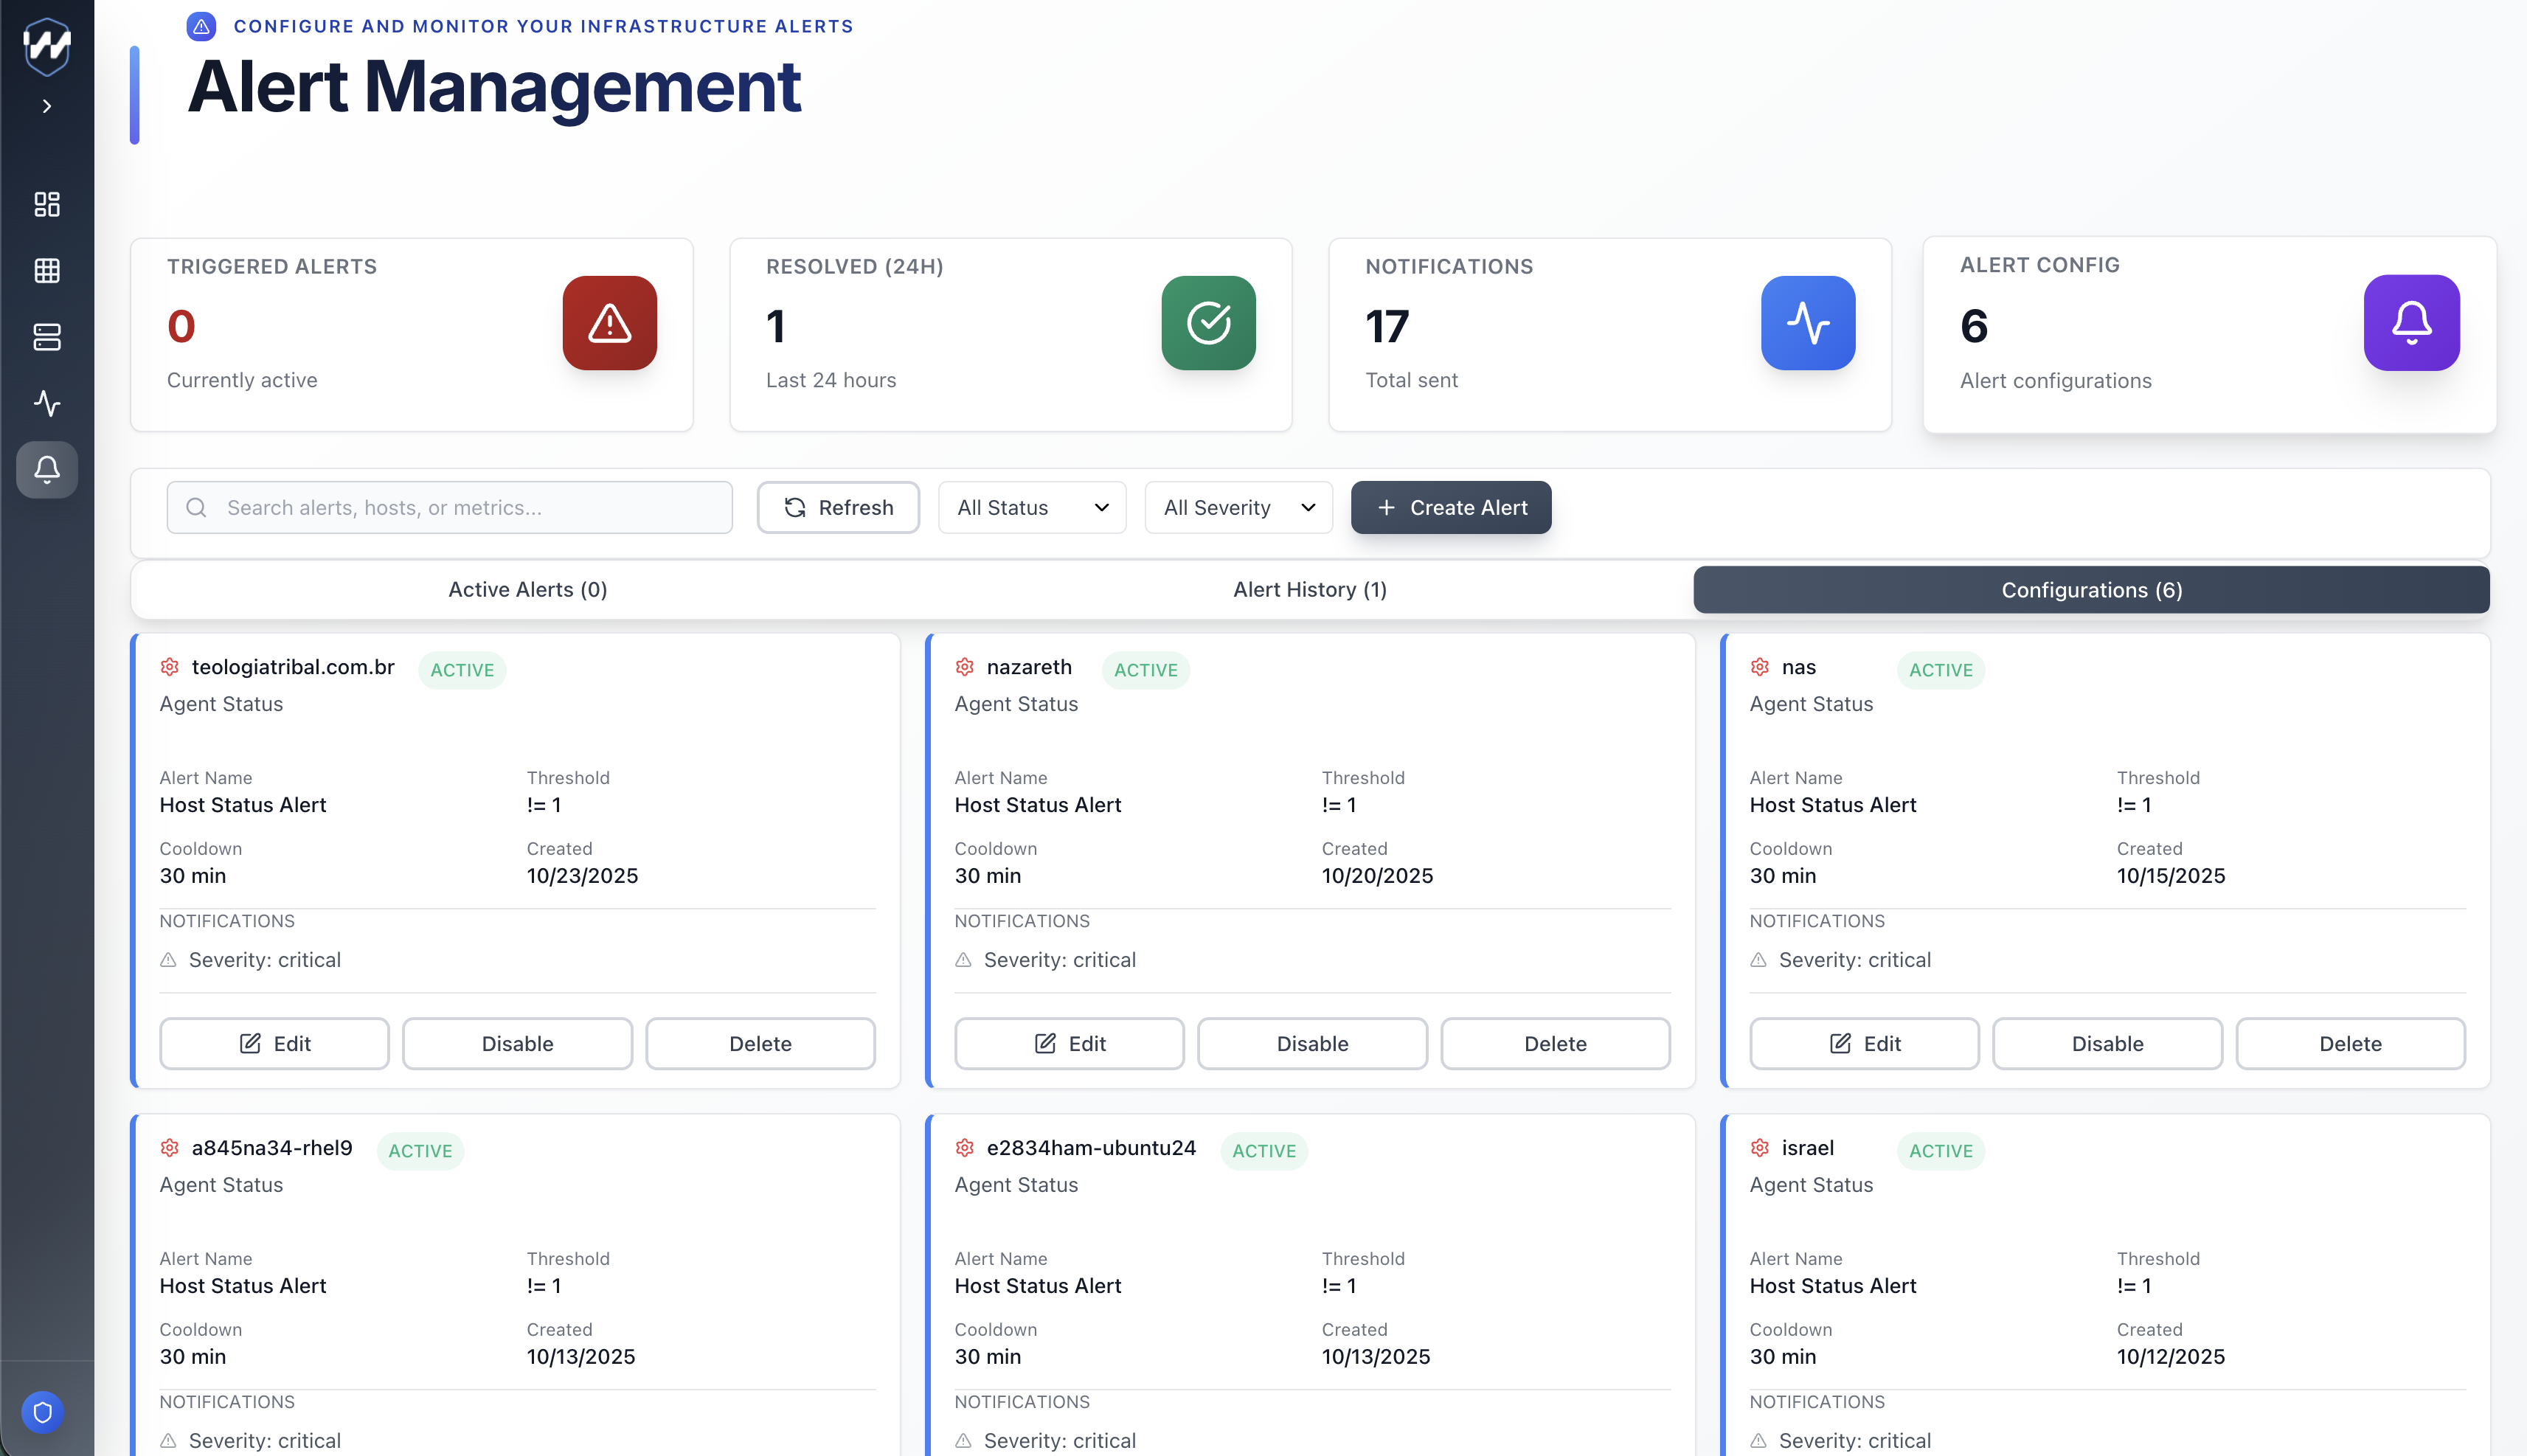 CONFIGURE AND MONITOR YOUR INFRASTRUCTURE ALERTS
Alert Management
TRIGGERED ALERTS
0
Currently active
RESOLVED (24H)
1
Last 24 hours
NOTIFICATIONS
17
Total sent
ALERT CONFIG
6
Alert configurations
Search alerts, hosts, or metrics...
Refresh
All Status
All Severity
Create Alert
Active Alerts (0)
Alert History (1)
Configurations (6)
teologiatribal.com.br
ACTIVE
Agent Status
Alert Name
Threshold
Host Status Alert
!= 1
Cooldown
Created
30 min
10/23/2025
NOTIFICATIONS
Severity: critical
Edit
Disable
Delete
nazareth
ACTIVE
Agent Status
Alert Name
Threshold
Host Status Alert
!= 1
Cooldown
Created
30 min
10/20/2025
NOTIFICATIONS
Severity: critical
Edit
Disable
Delete
nas
ACTIVE
Agent Status
Alert Name
Threshold
Host Status Alert
!= 1
Cooldown
Created
30 min
10/15/2025
NOTIFICATIONS
Severity: critical
Edit
Disable
Delete
a845na34-rhel9
ACTIVE
Agent Status
Alert Name
Threshold
Host Status Alert
!= 1
Cooldown
Created
30 min
10/13/2025
NOTIFICATIONS
Severity: critical
e2834ham-ubuntu24
ACTIVE
Agent Status
Alert Name
Threshold
Host Status Alert
!= 1
Cooldown
Created
30 min
10/13/2025
NOTIFICATIONS
Severity: critical
israel
ACTIVE
Agent Status
Alert Name
Threshold
Host Status Alert
!= 1
Cooldown
Created
30 min
10/12/2025
NOTIFICATIONS
Severity: critical